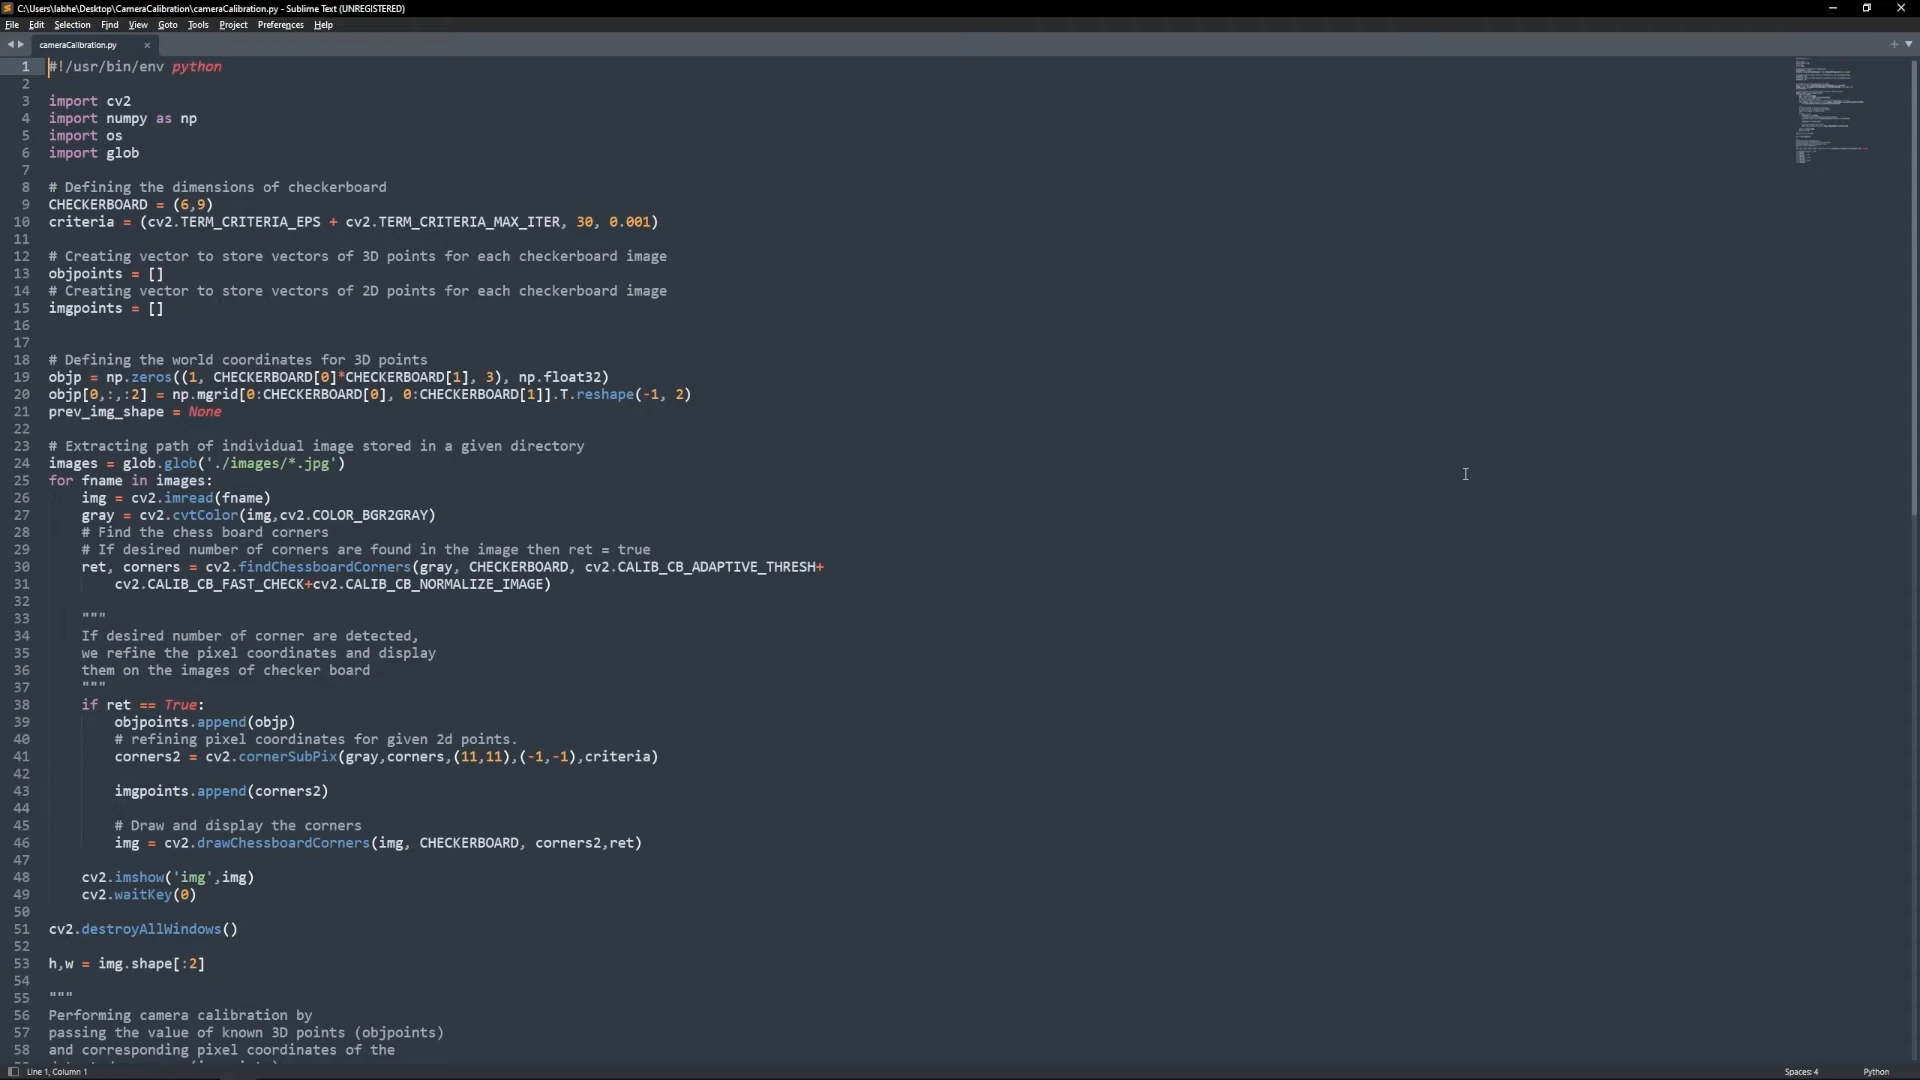 C:\Users\labhe\Desktop\CameraCalibration\cameraCalibration.py - Sublime Text (UNREGISTERED)
File Edit Selection Find View Goto Tools Project Preferences Help
cameraCalibration.py
1 #!/usr/bin/env python
2
3 import cv2
4 import numpy as np
5 import os
6 import glob
7
8 # Defining the dimensions of checkerboard
9 CHECKERBOARD = (6,9)
10 criteria = (cv2.TERM_CRITERIA_EPS + cv2.TERM_CRITERIA_MAX_ITER, 30, 0.001)
11
12 # Creating vector to store vectors of 3D points for each checkerboard image
13 objpoints = []
14 # Creating vector to store vectors of 2D points for each checkerboard image
15 imgpoints = []
16
17
18 # Defining the world coordinates for 3D points
19 objp = np.zeros((1, CHECKERBOARD[0]*CHECKERBOARD[1], 3), np.float32)
20 objp[0,:,:2] = np.mgrid[0:CHECKERBOARD[0], 0:CHECKERBOARD[1]].T.reshape(-1, 2)
21 prev_img_shape = None
22
23 # Extracting path of individual image stored in a given directory
24 images = glob.glob('./images/*.jpg')
25 for fname in images:
26     img = cv2.imread(fname)
27     gray = cv2.cvtColor(img,cv2.COLOR_BGR2GRAY)
28     # Find the chess board corners
29     # If desired number of corners are found in the image then ret = true
30     ret, corners = cv2.findChessboardCorners(gray, CHECKERBOARD, cv2.CALIB_CB_ADAPTIVE_THRESH+
31         cv2.CALIB_CB_FAST_CHECK+cv2.CALIB_CB_NORMALIZE_IMAGE)
32
33     """
34     If desired number of corner are detected,
35     we refine the pixel coordinates and display
36     them on the images of checker board
37     """
38     if ret == True:
39         objpoints.append(objp)
40         # refining pixel coordinates for given 2d points.
41         corners2 = cv2.cornerSubPix(gray,corners,(11,11),(-1,-1),criteria)
42
43         imgpoints.append(corners2)
44
45         # Draw and display the corners
46         img = cv2.drawChessboardCorners(img, CHECKERBOARD, corners2,ret)
47
48     cv2.imshow('img',img)
49     cv2.waitKey(0)
50
51 cv2.destroyAllWindows()
52
53 h,w = img.shape[:2]
54
55 """
56 Performing camera calibration by
57 passing the value of known 3D points (objpoints)
58 and corresponding pixel coordinates of the
Line 1, Column 1
Spaces: 4
Python